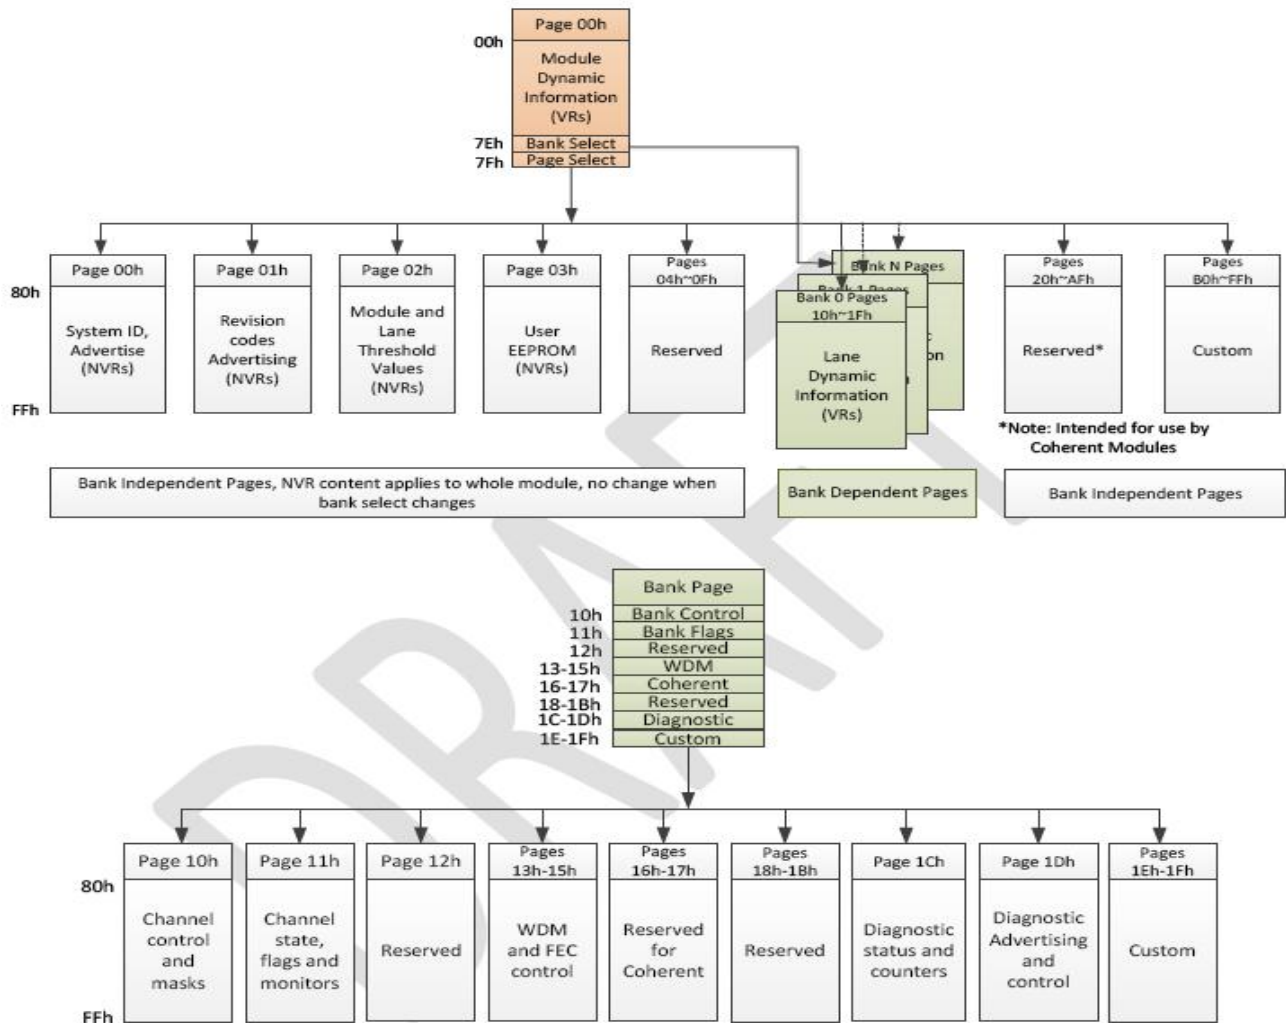 Page 00h
00h
Module
Dynamic
Information
(VRs)
7Eh
Bank Select
7Fh
Page Select
Page 00h
Page 01h
Page 02h
Page 03h
Pages
04h~0Fh
Bank N Pages
Bank 1 Pages
Bank 0 Pages
10h~1Fh
Pages
20h~AFh
Pages
B0h~FFh
80h
System ID,
Advertise
(NVRs)
Revision
codes
Advertising
(NVRs)
Module and
Lane
Threshold
Values
(NVRs)
User
EEPROM
(NVRs)
Reserved
Lane
Dynamic
Information
(VRs)
Reserved*
Custom
FFh
*Note: Intended for use by
Coherent Modules
Bank Independent Pages, NVR content applies to whole module, no change when
bank select changes
Bank Dependent Pages
Bank Independent Pages
DRAFT
Bank Page
10h
Bank Control
11h
Bank Flags
12h
Reserved
13-15h
WDM
16-17h
Coherent
18-1Bh
Reserved
1C-1Dh
Diagnostic
1E-1Fh
Custom
Page 10h
Page 11h
Page 12h
Pages
13h-15h
Pages
16h-17h
Pages
18h-1Bh
Page 1Ch
Page 1Dh
Pages
1Eh-1Fh
80h
Channel
control
and
masks
Channel
state,
flags and
monitors
Reserved
WDM
and FEC
control
Reserved
for
Coherent
Reserved
Diagnostic
status and
counters
Diagnostic
Advertising
and
control
Custom
FFh